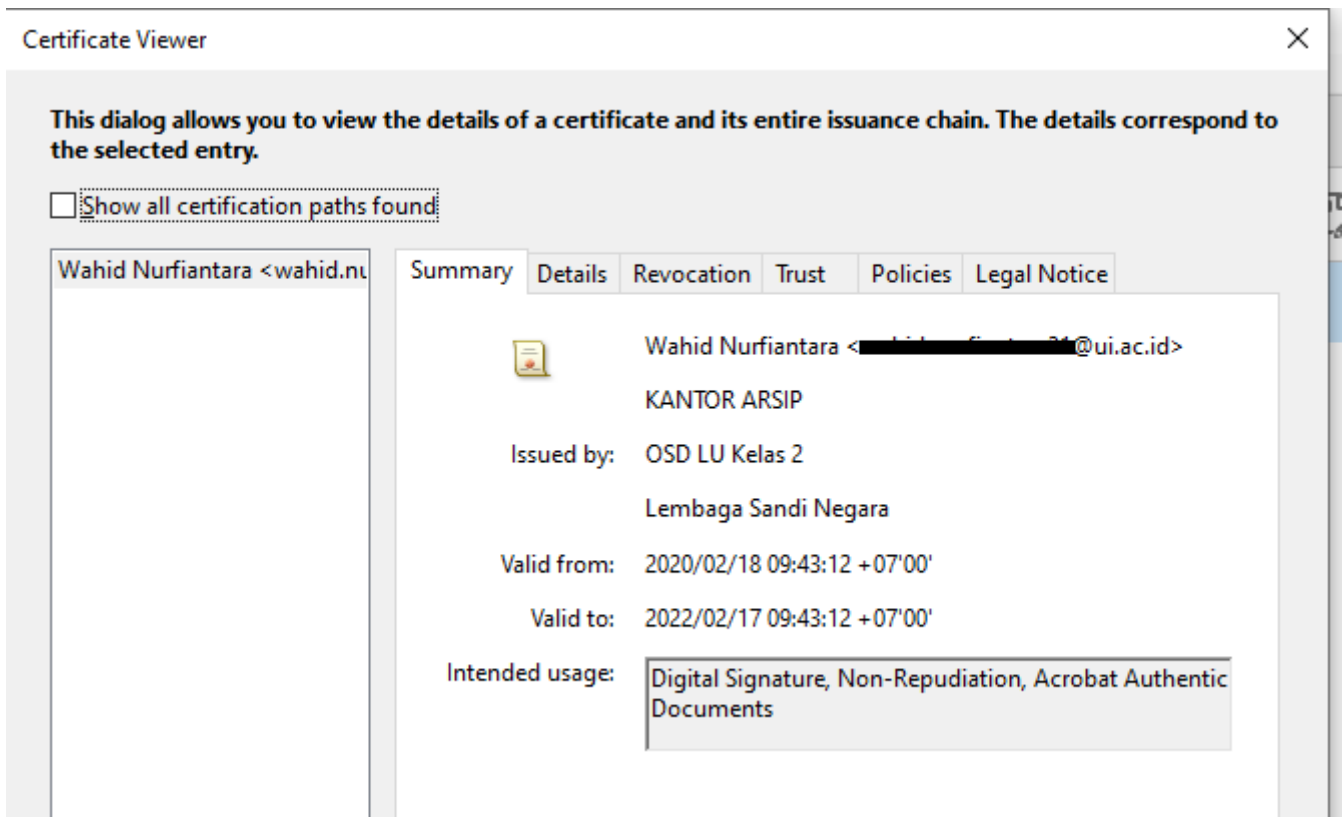 Certificate Viewer
This dialog allows you to view the details of a certificate and its entire issuance chain. The details correspond to
the selected entry.
Show all certification paths found
Wahid Nurfiantara <wahid.nu
Summary Details Revocation Trust Policies Legal Notice
Wahid Nurfiantara < @ui.ac.id>
KANTOR ARSIP
Issued by: OSD LU Kelas 2
Lembaga Sandi Negara
Valid from: 2020/02/18 09:43:12 +07'00'
Valid to: 2022/02/17 09:43:12 +07'00'
Intended usage: Digital Signature, Non-Repudiation, Acrobat Authentic
Documents